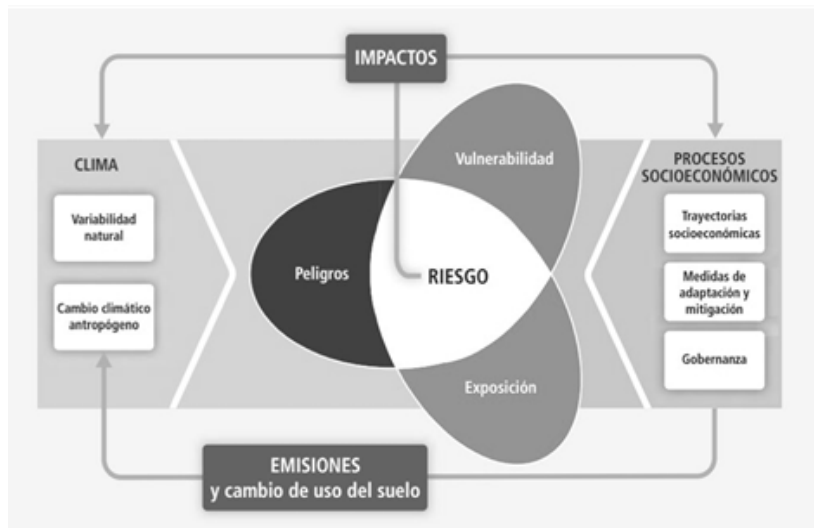 IMPACTOS
CLIMA
Variabilidad
natural
Cambio climático
antropógeno
Vulnerabilidad
Peligros
RIESGO
Exposición
PROCESOS
SOCIOECONÓMICOS
Trayectorias
socioeconómicas
Medidas de
adaptación y
mitigación
Gobernanza
EMISIONES
y cambio de uso del suelo